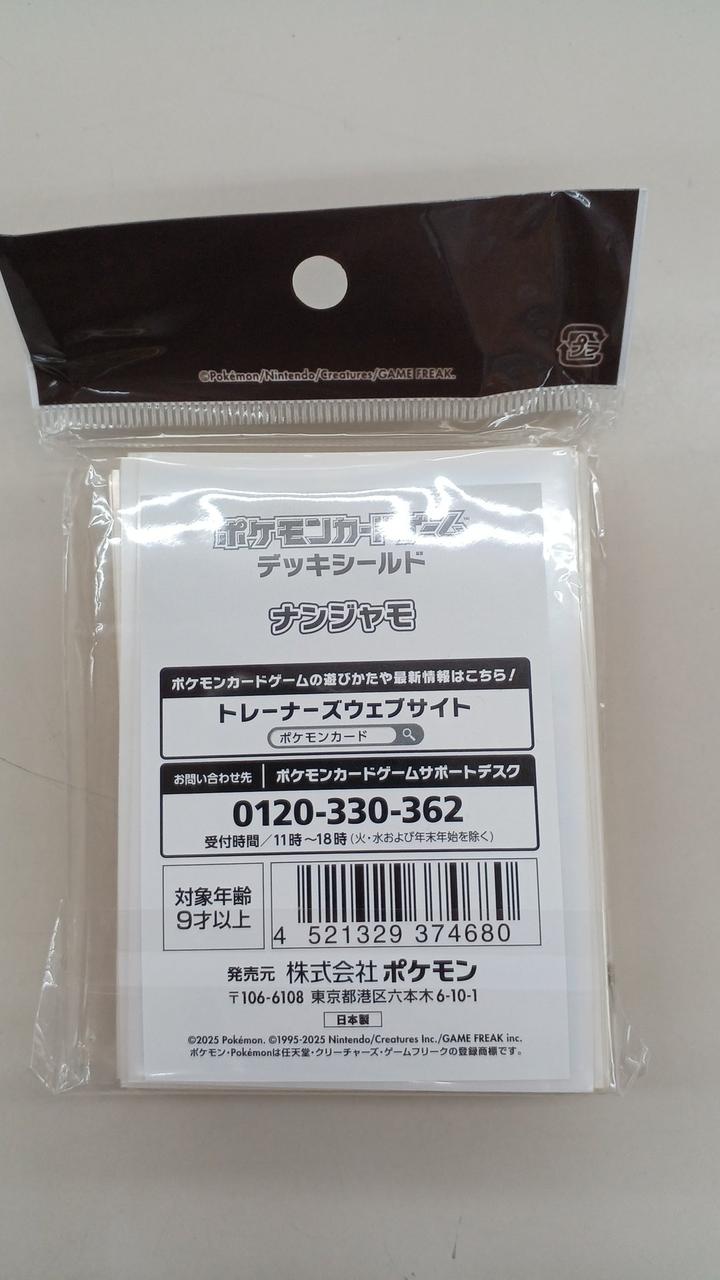 ©Pokémon/Nintendo/Creatures/GAME FREAK.
プラ
ポケモンカードゲーム™
デッキシールド
ナンジャモ
ポケモンカードゲームの遊びかたや最新情報はこちら!
トレーナーズウェブサイト
ポケモンカード
お問い合わせ先 ポケモンカードゲームサポートデスク
0120-330-362
受付時間/11時～18時(火・水および年末年始を除く)
対象年齢
9才以上
4 521329 374680
発売元 株式会社ポケモン
〒106-6108 東京都港区六本木6-10-1
日本製
©2025 Pokémon. ©1995-2025 Nintendo/Creatures Inc./GAME FREAK inc.
ポケモン・Pokémonは任天堂・クリーチャーズ・ゲームフリークの登録商標です。